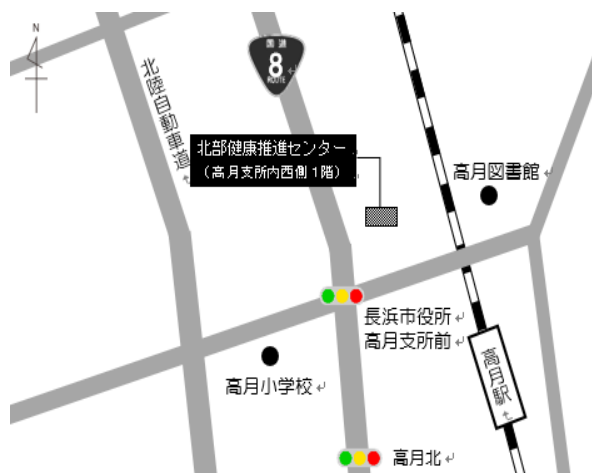 N
国道
8
ROUTE
北陸自動車道
北部健康推進センター
（高月支所内西側１階）
高月図書館
長浜市役所
高月支所前
高月小学校
高月駅
高月北